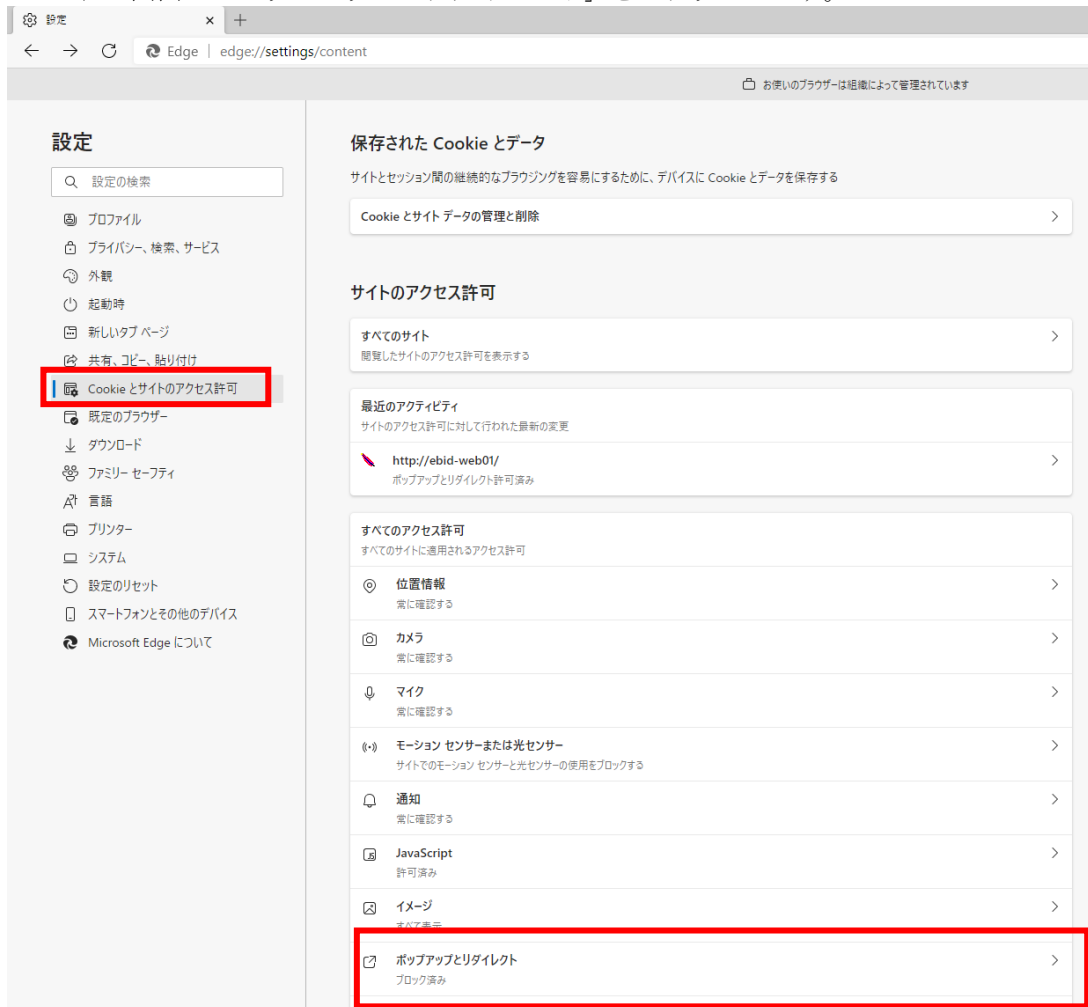 設定
Edge | edge://settings/content
お使いのブラウザーは組織によって管理されています
設定
設定の検索
プロファイル
プライバシー、検索、サービス
外観
起動時
新しいタブ ページ
共有、コピー、貼り付け
Cookie とサイトのアクセス許可
既定のブラウザー
ダウンロード
ファミリー セーフティ
言語
プリンター
システム
設定のリセット
スマートフォンとその他のデバイス
Microsoft Edge について
保存された Cookie とデータ
サイトとセッション間の継続的なブラウジングを容易にするために、デバイスに Cookie とデータを保存する
Cookie とサイト データの管理と削除
サイトのアクセス許可
すべてのサイト
閲覧したサイトのアクセス許可を表示する
最近のアクティビティ
サイトのアクセス許可に対して行われた最新の変更
http://ebid-web01/
ポップアップとリダイレクト許可済み
すべてのアクセス許可
すべてのサイトに適用されるアクセス許可
位置情報
常に確認する
カメラ
常に確認する
マイク
常に確認する
モーション センサーまたは光センサー
サイトでのモーション センサーと光センサーの使用をブロックする
通知
常に確認する
JavaScript
許可済み
イメージ
すべて表示
ポップアップとリダイレクト
ブロック済み